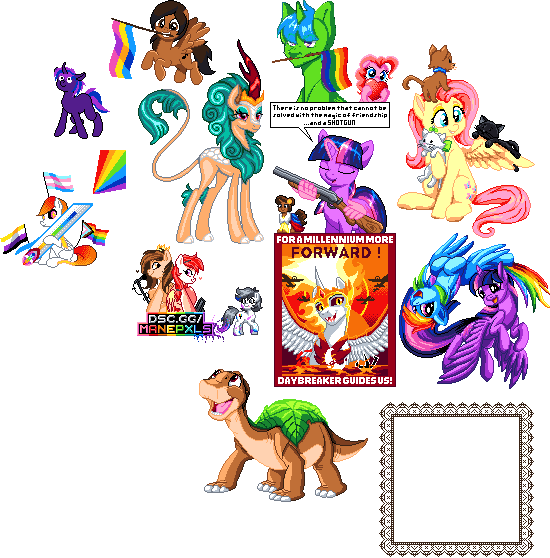 There is no problem that cannot be
solved with the magic of friendship
...and a SHOTGUN
FOR A MILLENNIUM MORE
FORWARD !
DSC.GG/
MANEPXLS
DAYBREAKER GUIDES US!